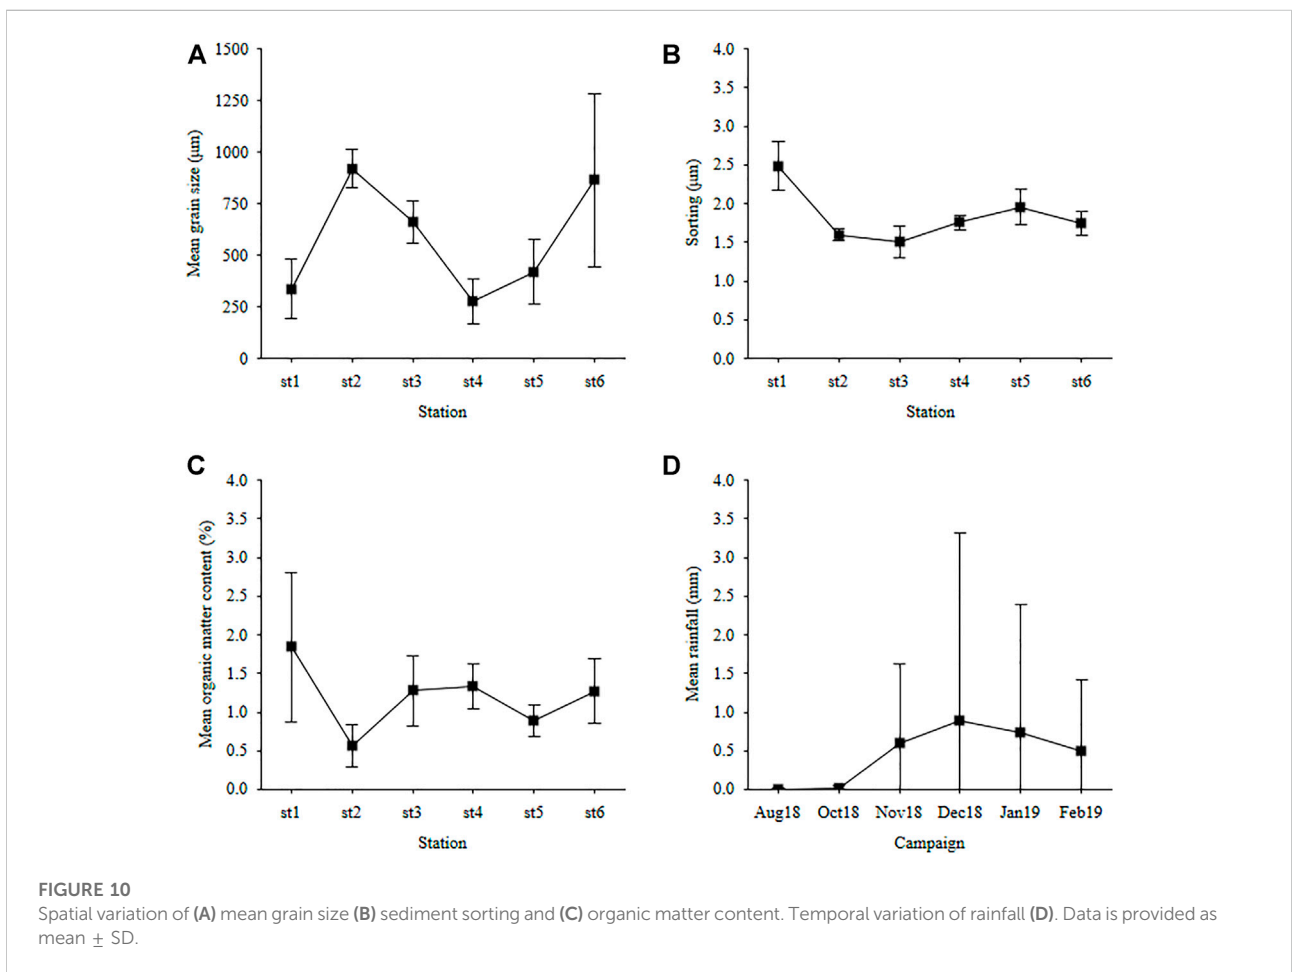 A
1500
1250
1000
750
500
250
0
Mean grain size (µm)
st1 st2 st3 st4 st5 st6
Station
B
4.0
3.5
3.0
2.5
2.0
1.5
1.0
0.5
0.0
Sorting (µm)
st1 st2 st3 st4 st5 st6
Station
C
4.0
3.5
3.0
2.5
2.0
1.5
1.0
0.5
0.0
Mean organic matter content (%)
st1 st2 st3 st4 st5 st6
Station
D
4.0
3.5
3.0
2.5
2.0
1.5
1.0
0.5
0.0
Mean rainfall (mm)
Aug18 Oct18 Nov18 Dec18 Jan19 Feb19
Campaign
FIGURE 10
Spatial variation of (A) mean grain size (B) sediment sorting and (C) organic matter content. Temporal variation of rainfall (D). Data is provided as
mean ± SD.